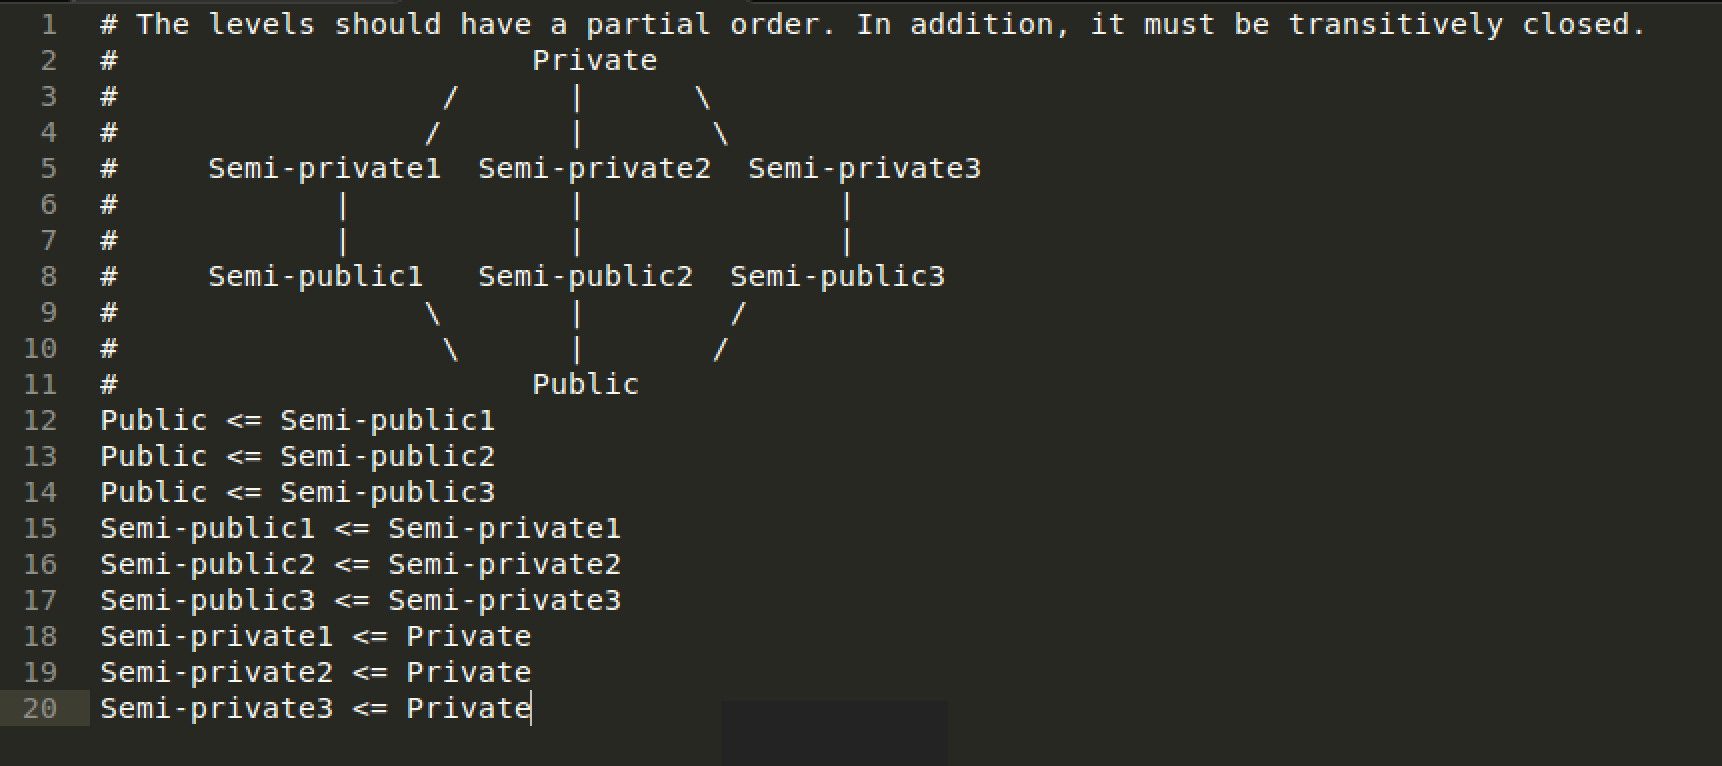 1 # The levels should have a partial order. In addition, it must be transitively closed.
2 #                       Private
3 #                  /      |      \
4 #                 /       |       \
5 #     Semi-private1  Semi-private2  Semi-private3
6 #            |            |              |
7 #            |            |              |
8 #     Semi-public1   Semi-public2  Semi-public3
9 #                 \       |        /
10 #                  \      |       /
11 #                       Public
12 Public <= Semi-public1
13 Public <= Semi-public2
14 Public <= Semi-public3
15 Semi-public1 <= Semi-private1
16 Semi-public2 <= Semi-private2
17 Semi-public3 <= Semi-private3
18 Semi-private1 <= Private
19 Semi-private2 <= Private
20 Semi-private3 <= Private